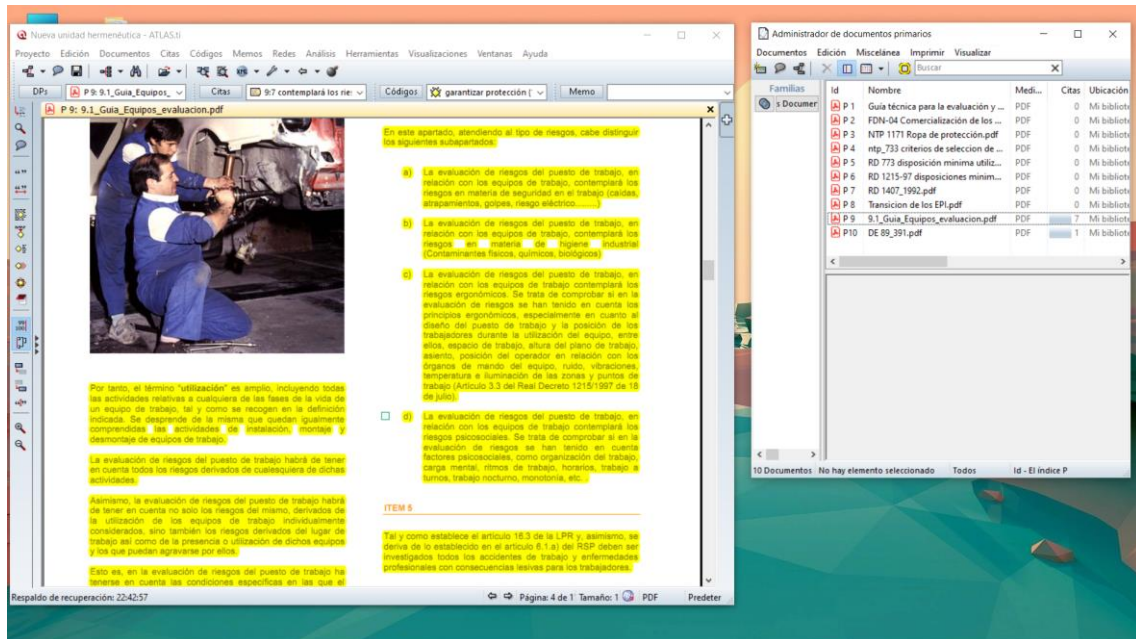 Nueva unidad hermenéutica - ATLAS.ti
Proyecto Edición Documentos Citas Códigos Memos Redes Análisis Herramientas Visualizaciones Ventanas Ayuda
DPs P 9: 9.1_Guia_Equipos_ Citas 9:7 contemplará los rie: Códigos garantizar protección (' Memo
P 9: 9.1_Guia_Equipos_evaluacion.pdf
Por tanto, el término "utilización" es amplio, incluyendo todas
las actividades relativas a cualquiera de las fases de la vida de
un equipo de trabajo, tal y como se recogen en la definición
indicada. Se desprende de la misma que quedan igualmente
comprendidas las actividades de instalación, montaje y
desmontaje de equipos de trabajo.
La evaluación de riesgos del puesto de trabajo habrá de tener
en cuenta todos los riesgos derivados de cualesquiera de dichas
actividades.
Asimismo, la evaluación de riesgos del puesto de trabajo habrá
de tener en cuenta no solo los riesgos del mismo, derivados de
la utilización de los equipos de trabajo individualmente
considerados, sino también los riesgos derivados del lugar de
trabajo así como de la presencia o utilización de dichos equipos
y los que puedan agravarse por ellos.
Esto es, en la evaluación de riesgos del puesto de trabajo ha
tenerse en cuenta las condiciones específicas en las que el
En este apartado, atendiendo al tipo de riesgos, cabe distinguir
los siguientes subapartados:
a) La evaluación de riesgos del puesto de trabajo, en
relación con los equipos de trabajo, contemplará los
riesgos en materia de seguridad en el trabajo (caídas,
atrapamientos, golpes, riesgo eléctrico.........)
b) La evaluación de riesgos del puesto de trabajo, en
relación con los equipos de trabajo, contemplará los
riesgos en materia de higiene industrial
(Contaminantes físicos, químicos, biológicos)
c) La evaluación de riesgos del puesto de trabajo, en
relación con los equipos de trabajo contemplará los
riesgos ergonómicos. Se trata de comprobar si en la
evaluación de riesgos se han tenido en cuenta los
principios ergonómicos, especialmente en cuanto al
diseño del puesto de trabajo y la posición de los
trabajadores durante la utilización del equipo, entre
ellos, espacio de trabajo, altura del plano de trabajo,
asiento, posición del operador en relación con los
órganos de mando del equipo, ruido, vibraciones,
temperatura e iluminación de las zonas y puntos de
trabajo (Artículo 3.3 del Real Decreto 1215/1997 de 18
de julio).
d) La evaluación de riesgos del puesto de trabajo, en
relación con los equipos de trabajo contemplará los
riesgos psicosociales. Se trata de comprobar si en la
evaluación de riesgos se han tenido en cuenta
factores psicosociales, como organización del trabajo,
carga mental, ritmos de trabajo, horarios, trabajo a
turnos, trabajo nocturno, monotonía, etc. .
ITEM 5
Tal y como establece el artículo 16.3 de la LPR y, asimismo, se
deriva de lo establecido en el artículo 6.1.a) del RSP deben ser
investigados todos los accidentes de trabajo y enfermedades
profesionales con consecuencias lesivas para los trabajadores.
Respaldo de recuperación: 22:42:57 Página: 4 de 1 Tamaño: 1 PDF Predeter
Administrador de documentos primarios
Documentos Edición Miscelánea Imprimir Visualizar
Buscar
Familias
s Documer
Id Nombre Medi... Citas Ubicación
P 1 Guía técnica para la evaluación y ... PDF 0 Mi bibliote
P 2 FDN-04 Comercialización de los ... PDF 0 Mi bibliote
P 3 NTP 1171 Ropa de protección.pdf PDF 0 Mi bibliote
P 4 ntp_733 criterios de seleccion de ... PDF 0 Mi bibliote
P 5 RD 773 disposición minima utiliz... PDF 0 Mi bibliote
P 6 RD 1215-97 disposiciones minim... PDF 0 Mi bibliote
P 7 RD 1407_1992.pdf PDF 0 Mi bibliote
P 8 Transicion de los EPI.pdf PDF 0 Mi bibliote
P 9 9.1_Guia_Equipos_evaluacion.pdf PDF 7 Mi bibliote
P10 DE 89_391.pdf PDF 1 Mi bibliote
10 Documentos No hay elemento seleccionado Todos Id - El índice P